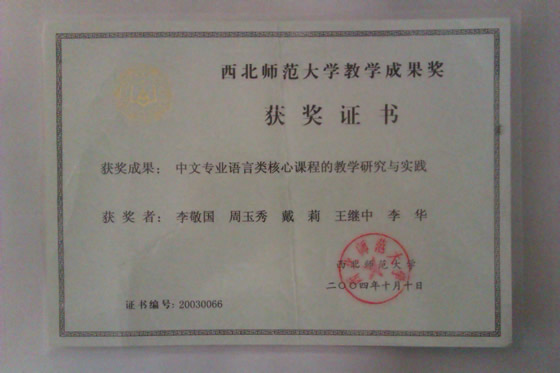 西北师范大学教学成果奖
获奖证书
获奖成果: 中文专业语言类核心课程的教学研究与实践
获奖者: 李敬国 周玉秀 戴莉 王继中 李华
西北师范大学
二〇〇四年十月十日
证书编号: 20030066